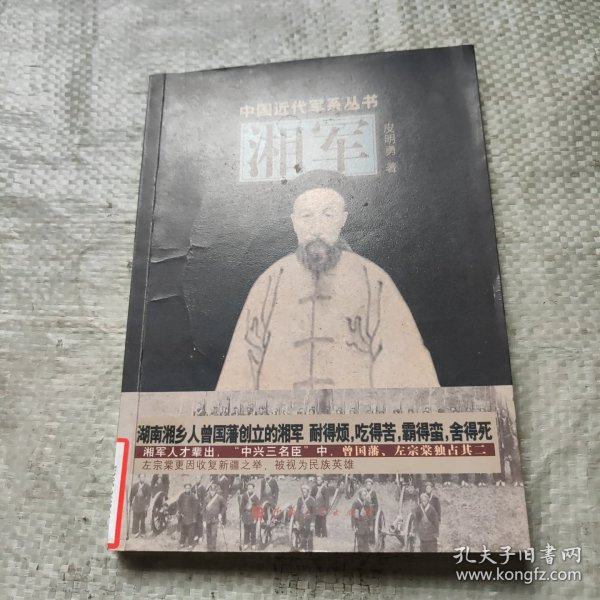 中国近代军系丛书
湘军
皮明勇 著
湖南湘乡人曾国藩创立的湘军 耐得烦,吃得苦,霸得蛮,舍得死
湘军人才辈出，“中兴三名臣”中，曾国藩、左宗棠独占其二
左宗棠更因收复新疆之举，被视为民族英雄
孔夫子旧书网
www.kongfz.com